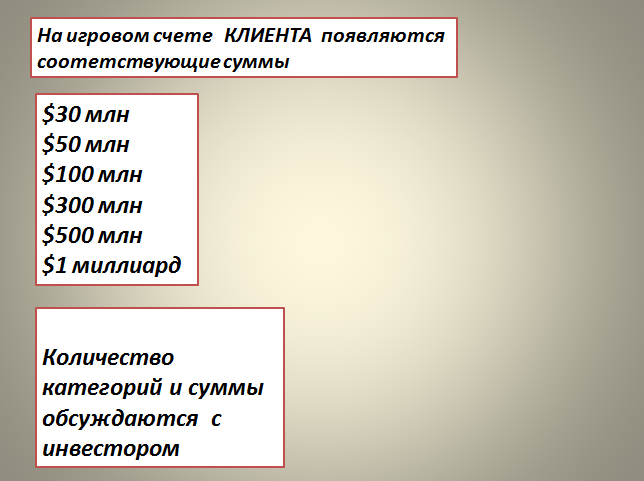 На игровом счете КЛИЕНТА появляются
соотетствующие суммы
$30 млн
$50 млн
$100 млн
$300 млн
$500 млн
$1 миллиард
Количество
категорий и суммы
обсуждаются с
инвестором